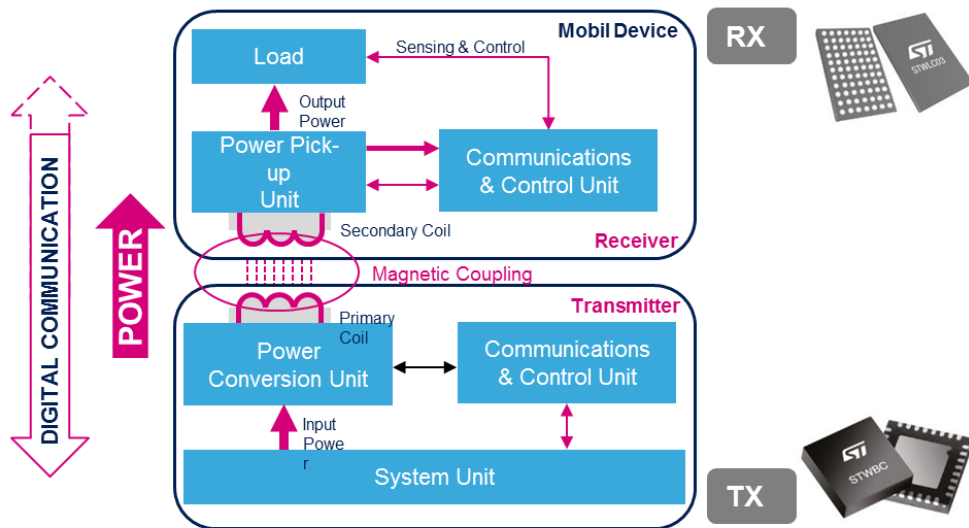 Mobil Device
RX
Load
Sensing & Control
STWLC03
Output
Power
Power Pick-
up
Unit
Communications
& Control Unit
Secondary Coil
Receiver
Magnetic Coupling
DIGITAL COMMUNICATION
POWER
Transmitter
Primary
Coil
Power
Conversion Unit
Communications
& Control Unit
Input
Powe
r
System Unit
TX
ST
STWBC
ST